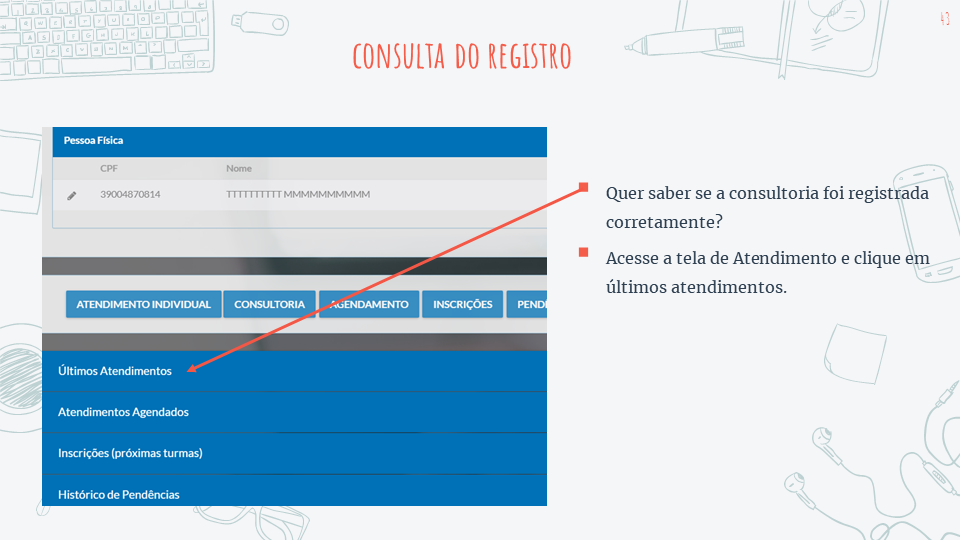 43
CONSULTA DO REGISTRO
Pessoa Física
CPF Nome
39004870814 TTTTTTTTTT MMMMMMMMMM
Quer saber se a consultoria foi registrada
corretamente?
Acesse a tela de Atendimento e clique em
últimos atendimentos.
ATENDIMENTO INDIVIDUAL CONSULTORIA AGENDAMENTO INSCRIÇÕES
Últimos Atendimentos
Atendimentos Agendados
Inscrições (próximas turmas)
Histórico de Pendências